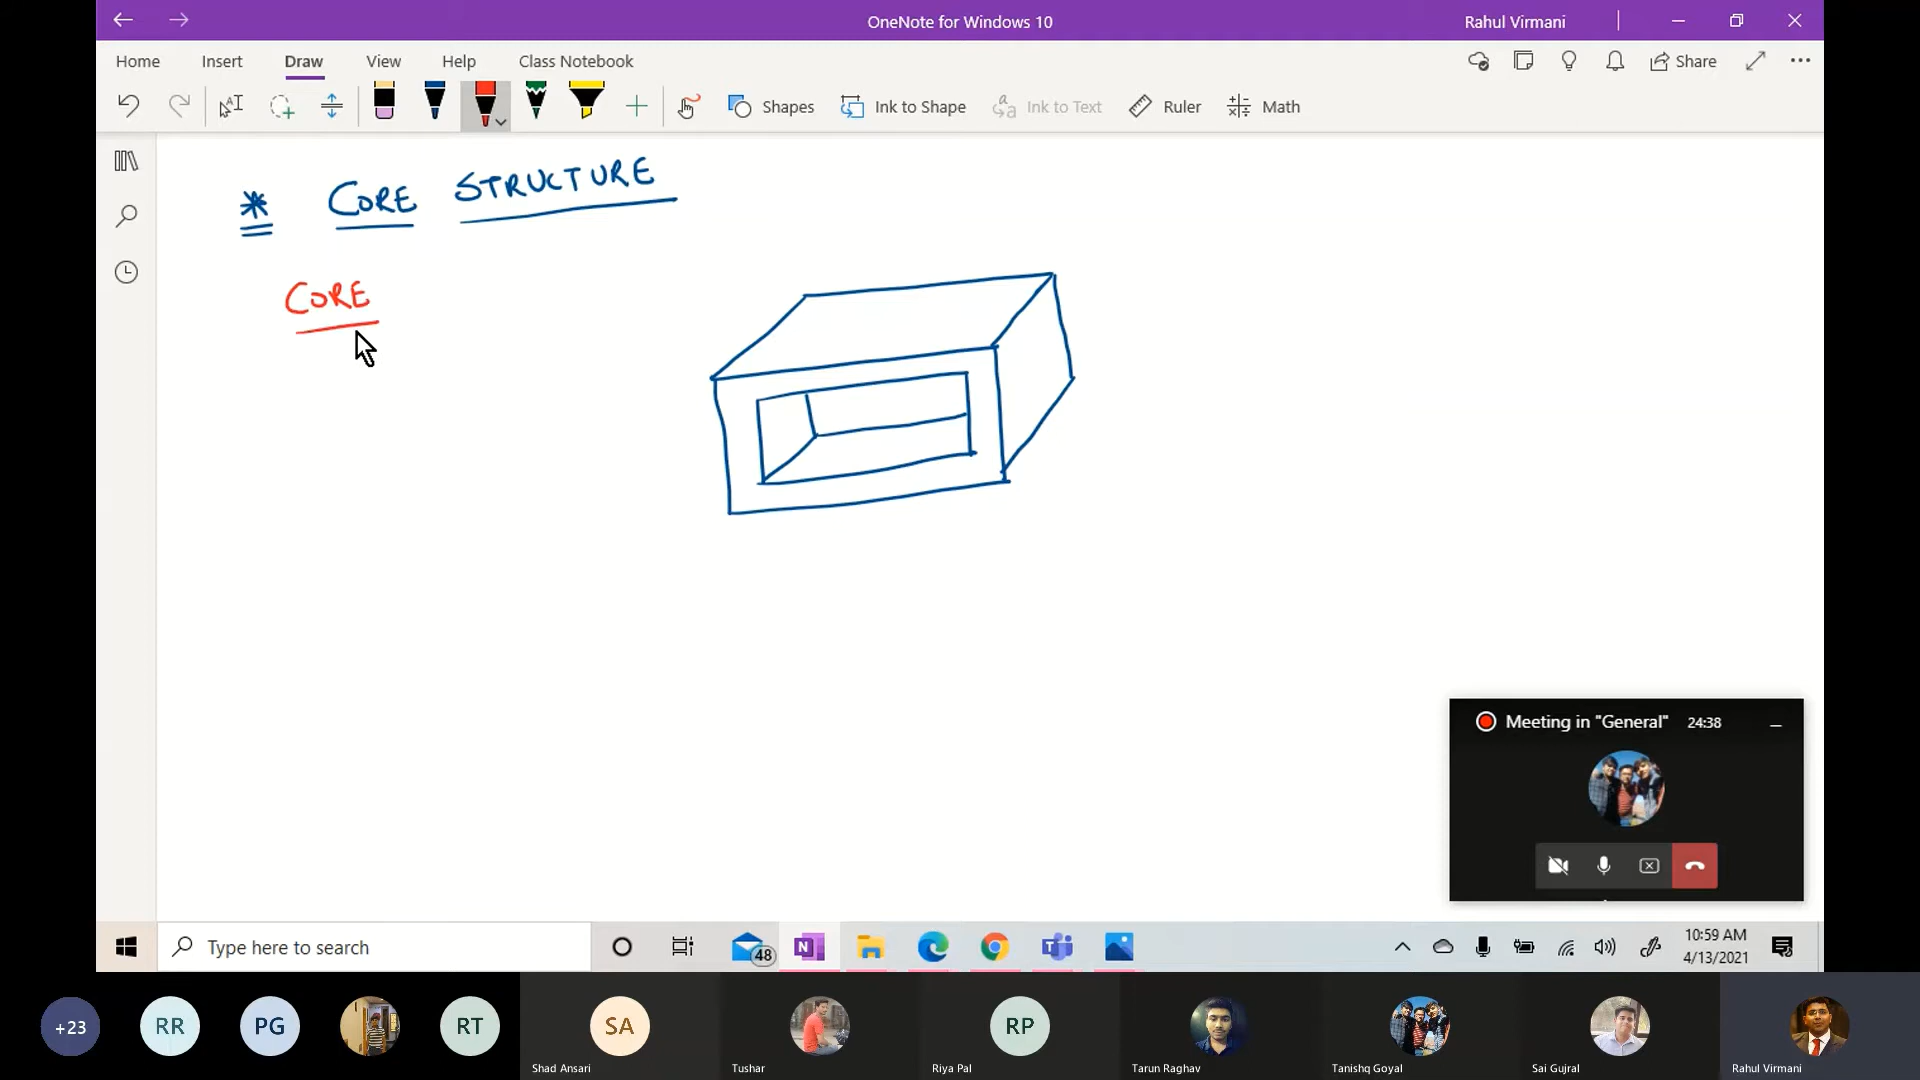 OneNote for Windows 10
Rahul Virmani
Home Insert Draw View Help Class Notebook
Share
Shapes Ink to Shape Ink to Text Ruler Math
* CORE STRUCTURE
CORE
Meeting in "General" 24:38
Type here to search
48
N
10:59 AM
4/13/2021
+23 RR PG RT SA RP
Shad Ansari Tushar Riya Pal Tarun Raghav Tanishq Goyal Sai Gujral Rahul Virmani